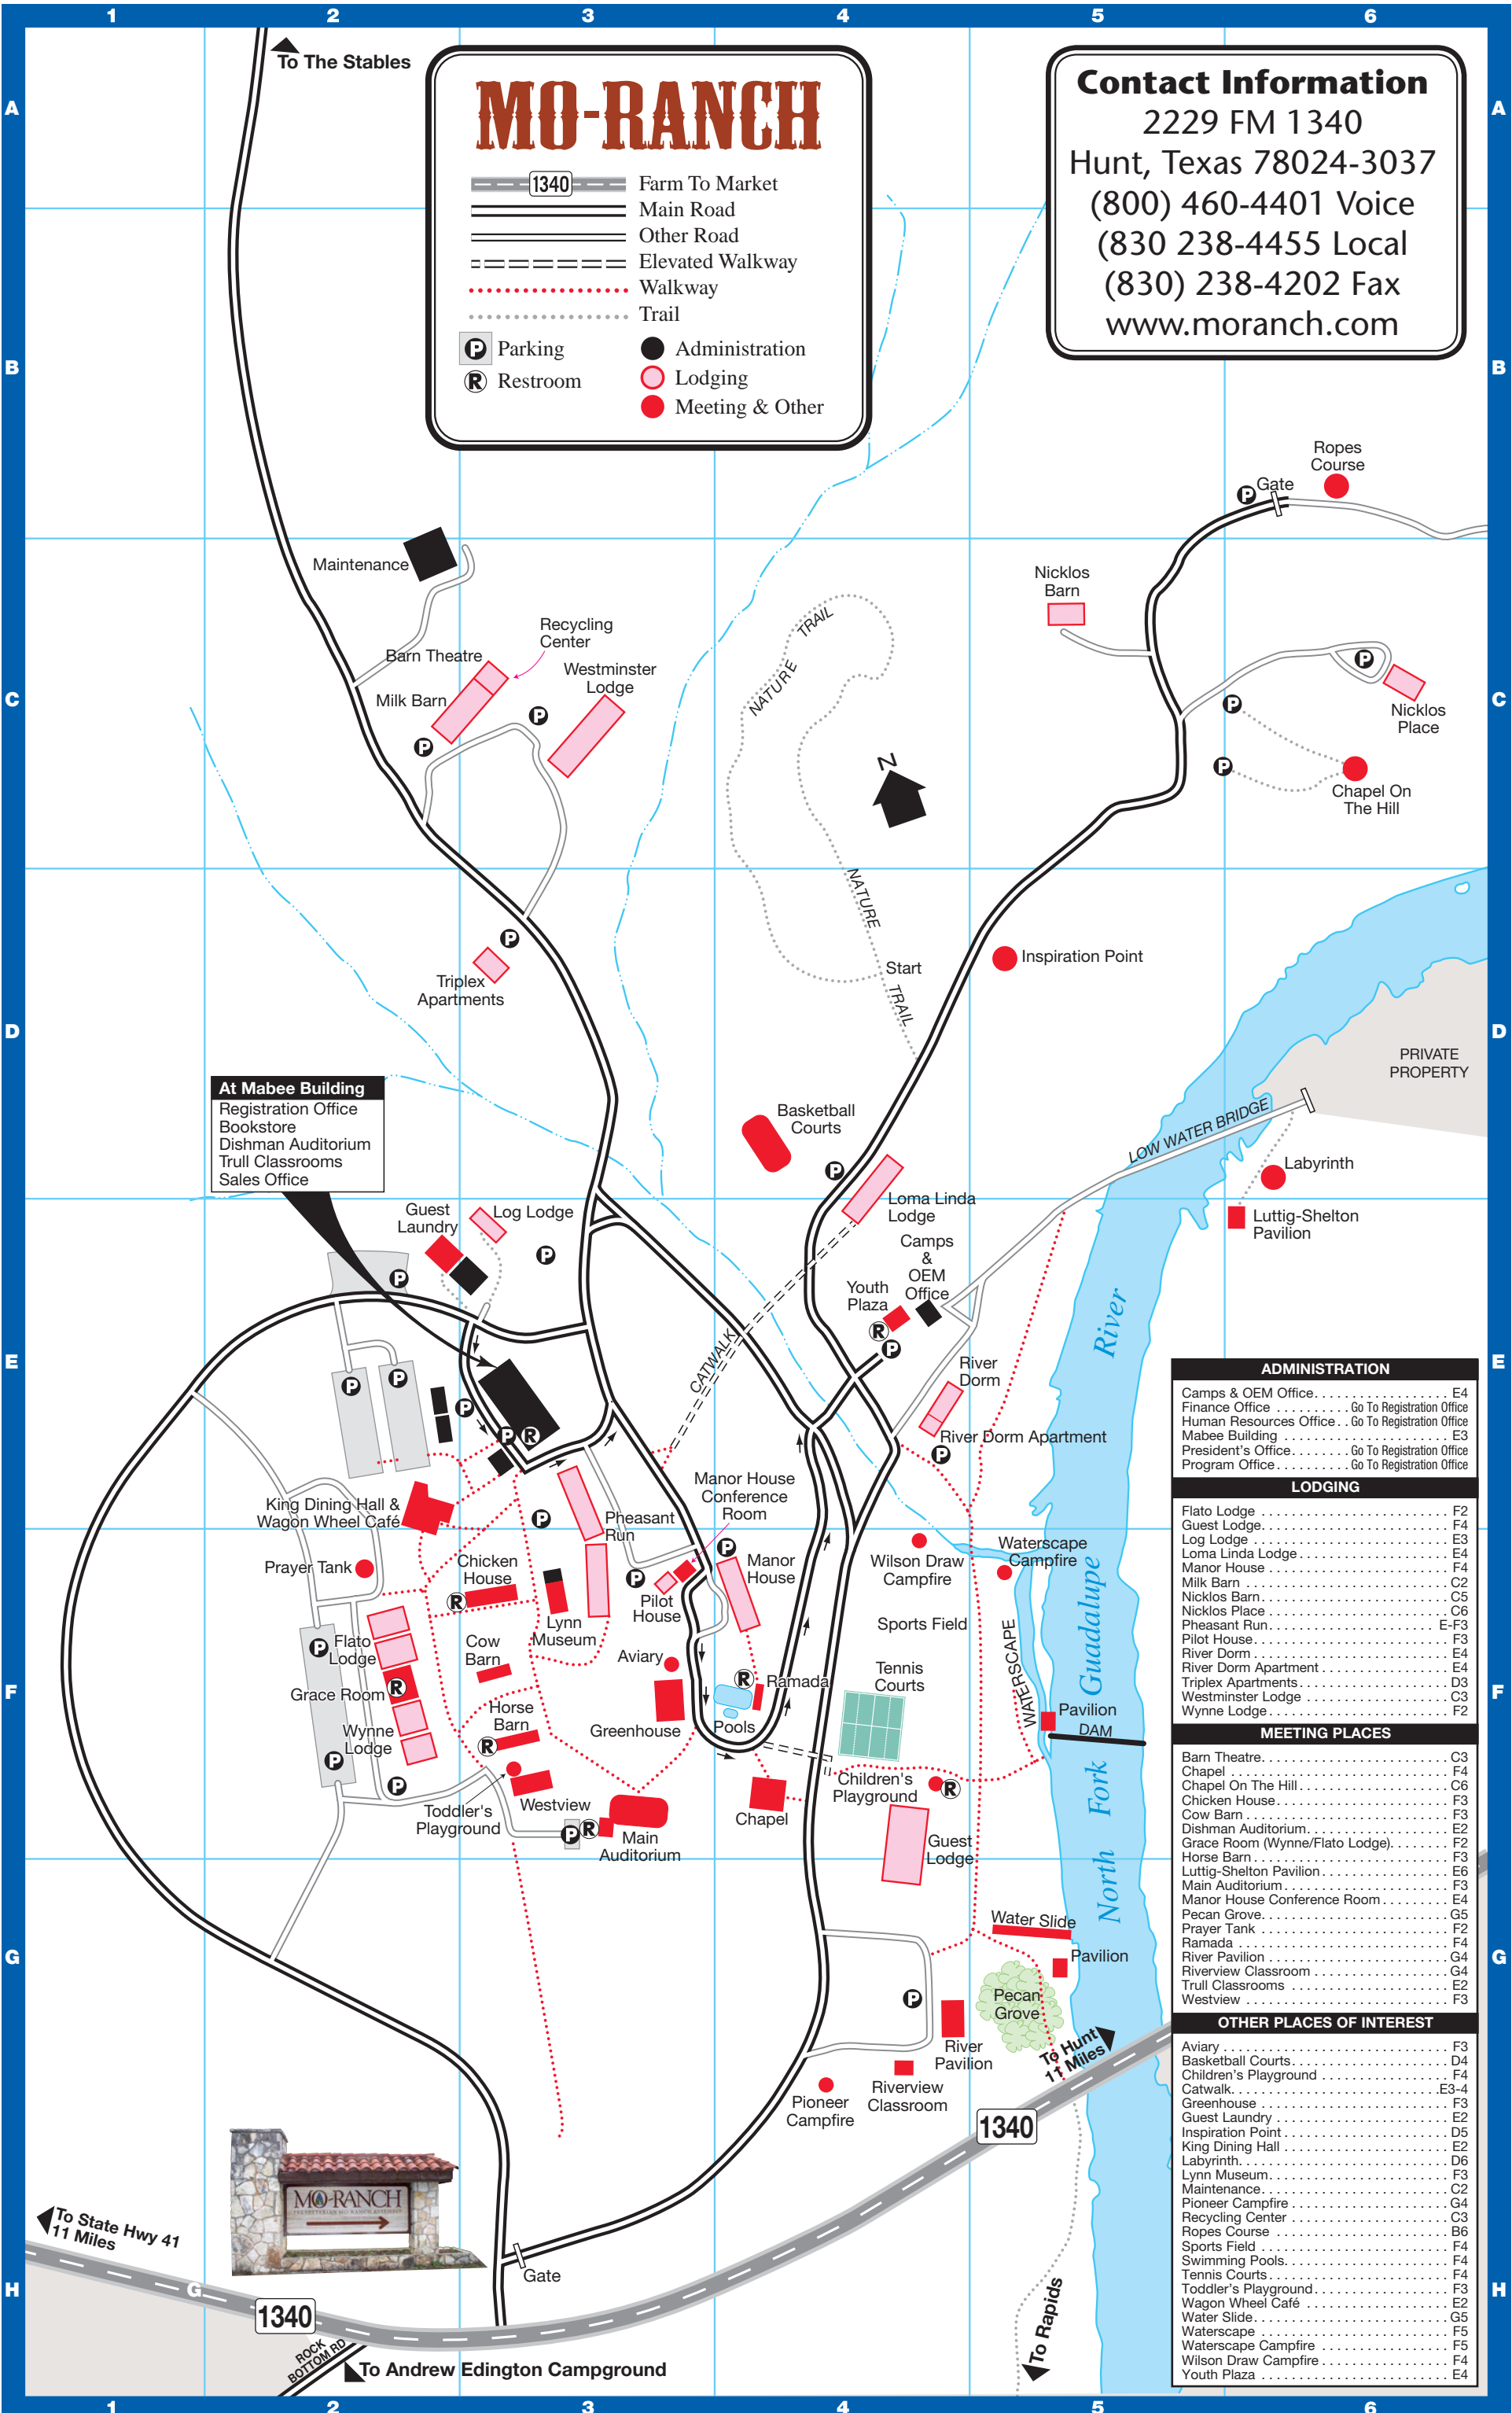 1 2 3 4 5 6
To The Stables
MO-RANCH
1340 Farm To Market
Main Road
Other Road
Elevated Walkway
Walkway
Trail
P Parking
R Restroom
Administration
Lodging
Meeting & Other
Contact Information
2229 FM 1340
Hunt, Texas 78024-3037
(800) 460-4401 Voice
(830 238-4455 Local
(830) 238-4202 Fax
www.moranch.com
A A
B B
Ropes
Course
P Gate
Maintenance
Nicklos
Barn
Recycling
Center
Barn Theatre
Westminster
Lodge
Milk Barn
P
P
NATURE TRAIL
N
P
P
P
Nicklos
Place
Chapel On
The Hill
C C
NATURE TRAIL
Start
Inspiration Point
P
Triplex
Apartments
D D
PRIVATE
PROPERTY
At Mabee Building
Registration Office
Bookstore
Dishman Auditorium
Trull Classrooms
Sales Office
Basketball
Courts
P
LOW WATER BRIDGE
Labyrinth
Luttig-Shelton
Pavilion
Loma Linda
Lodge
Guest
Laundry
Log Lodge
P
P
Camps
&
OEM
Office
Youth
Plaza
R
P
CATWALK
River
Dorm
River Dorm Apartment
P
E E
P P P
P R
King Dining Hall &
Wagon Wheel Café
Manor House
Conference
Room
P
Pheasant
Run
P
Manor
House
P
Pilot
House
Prayer Tank
Chicken
House
R
Lynn
Museum
Wilson Draw
Campfire
Waterscape
Campfire
Sports Field
WATERSCAPE
North Fork Guadalupe River
P
Flato
Lodge
Cow
Barn
Aviary
Grace Room
R
R
Ramada
Tennis
Courts
Horse
Barn
R
Greenhouse
Pools
Pavilion
DAM
Wynne
Lodge
P
P
Toddler's
Playground
Westview
P R
Main
Auditorium
Chapel
Children's
Playground
R
Guest
Lodge
F F
G G
Water Slide
Pavilion
Pecan
Grove
P
River
Pavilion
Riverview
Classroom
Pioneer
Campfire
To Hunt
11 Miles
1340
MO-RANCH
To State Hwy 41
11 Miles
G
1340
Gate
ROCK
BOTTOM RD
To Andrew Edington Campground
To Rapids
H H
ADMINISTRATION
Camps & OEM Office E4
Finance Office Go To Registration Office
Human Resources Office Go To Registration Office
Mabee Building E3
President's Office Go To Registration Office
Program Office Go To Registration Office
LODGING
Flato Lodge F2
Guest Lodge F4
Log Lodge E3
Loma Linda Lodge E4
Manor House F4
Milk Barn C2
Nicklos Barn C5
Nicklos Place C6
Pheasant Run E-F3
Pilot House F3
River Dorm E4
River Dorm Apartment E4
Triplex Apartments D3
Westminster Lodge C3
Wynne Lodge F2
MEETING PLACES
Barn Theatre C3
Chapel F4
Chapel On The Hill C6
Chicken House F3
Cow Barn F3
Dishman Auditorium E2
Grace Room (Wynne/Flato Lodge) F2
Horse Barn F3
Luttig-Shelton Pavilion E6
Main Auditorium F3
Manor House Conference Room E4
Pecan Grove G5
Prayer Tank F2
Ramada F4
River Pavilion G4
Riverview Classroom G4
Trull Classrooms E2
Westview F3
OTHER PLACES OF INTEREST
Aviary F3
Basketball Courts D4
Children's Playground F4
Catwalk E3-4
Greenhouse F3
Guest Laundry E2
Inspiration Point D5
King Dining Hall E2
Labyrinth D6
Lynn Museum F3
Maintenance C2
Pioneer Campfire G4
Recycling Center C3
Ropes Course B6
Sports Field F4
Swimming Pools F4
Tennis Courts F4
Toddler's Playground F3
Wagon Wheel Café E2
Water Slide G5
Waterscape F5
Waterscape Campfire F5
Wilson Draw Campfire F4
Youth Plaza E4
1 2 3 4 5 6